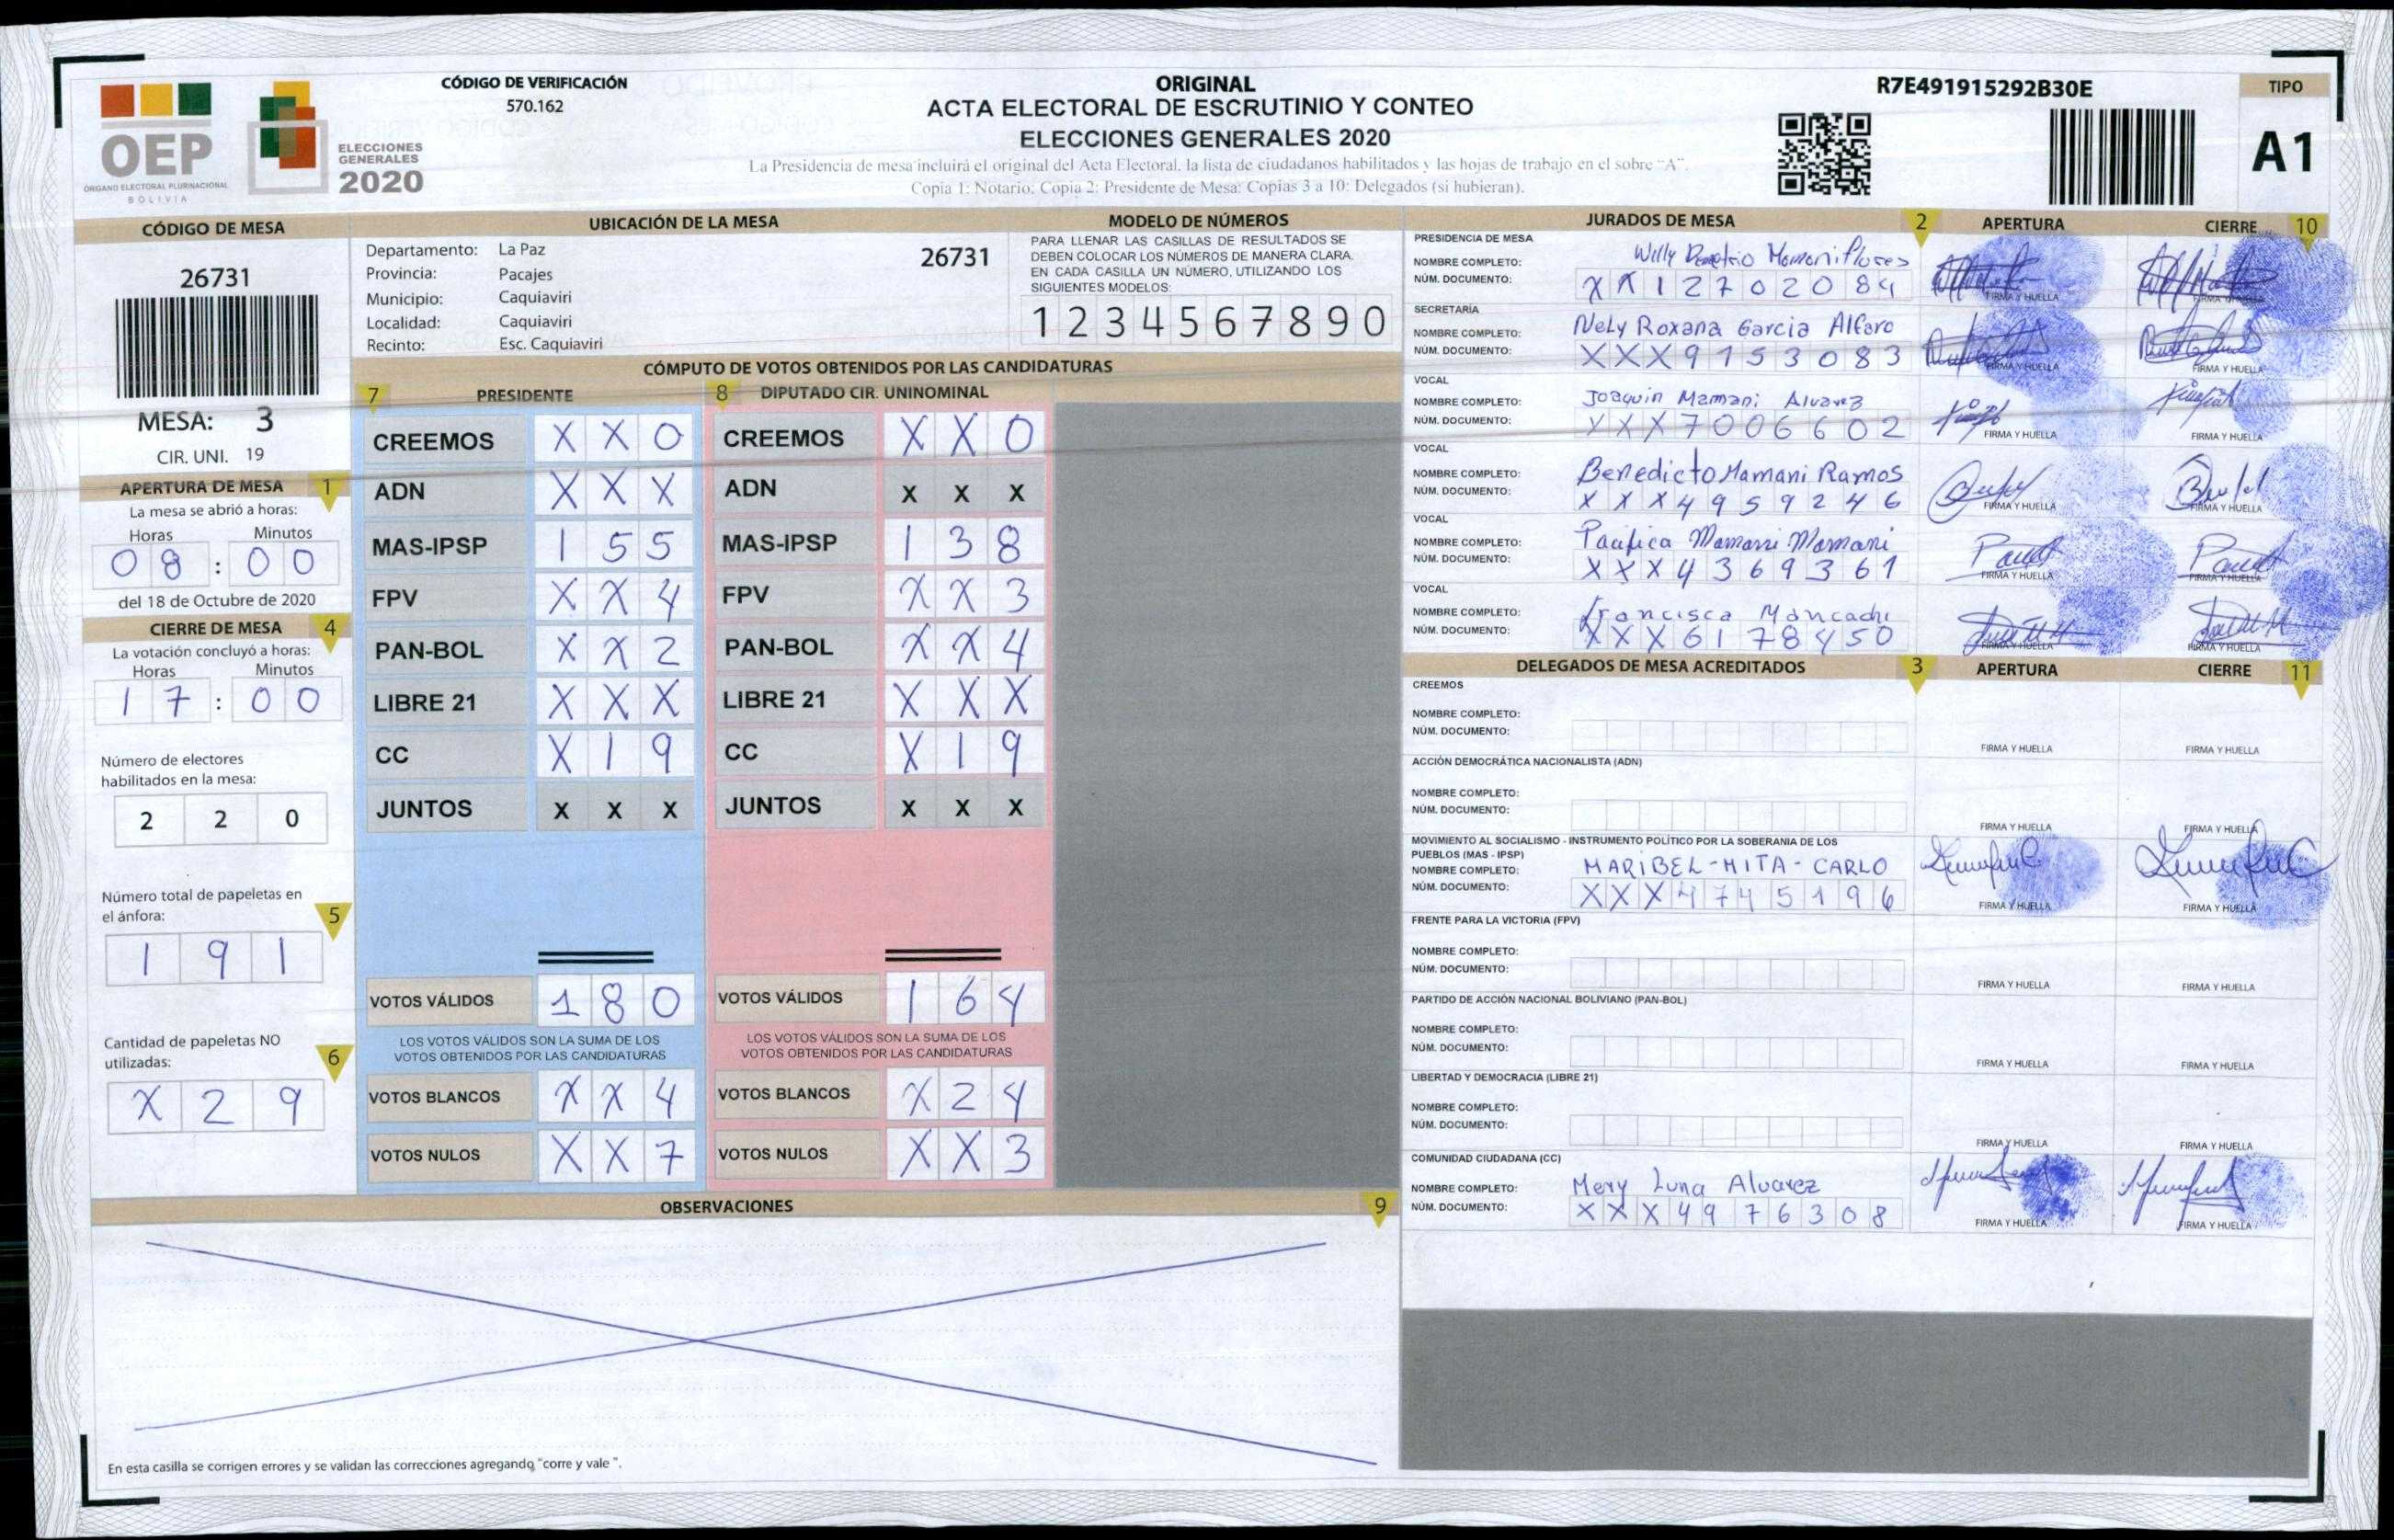 OEP
ÓRGANO ELECTORAL PLURINACIONAL
BOLIVIA
ELECCIONES
GENERALES
2020
CÓDIGO DE VERIFICACIÓN
570.162
ORIGINAL
ACTA ELECTORAL DE ESCRUTINIO Y CONTEO
ELECCIONES GENERALES 2020
La Presidencia de mesa incluirá el original del Acta Electoral, la lista de ciudadanos habilitados y las hojas de trabajo en el sobre "A".
Copia 1: Notario; Copia 2: Presidente de Mesa; Copias 3 a 10: Delegados (si hubieran).
R7E491915292B30E
TIPO
A1
CÓDIGO DE MESA
26731
MESA: 3
CIR. UNI. 19
APERTURA DE MESA 1
La mesa se abrió a horas:
Horas Minutos
0 8 : 0 0
del 18 de Octubre de 2020
CIERRE DE MESA 4
La votación concluyó a horas:
Horas Minutos
1 7 : 0 0
Número de electores
habilitados en la mesa:
2 2 0
Número total de papeletas en
el ánfora: 5
1 9 1
Cantidad de papeletas NO
utilizadas: 6
X 2 9
UBICACIÓN DE LA MESA
Departamento: La Paz
Provincia: Pacajes
Municipio: Caquiaviri
Localidad: Caquiaviri
Recinto: Esc. Caquiaviri
26731
MODELO DE NÚMEROS
PARA LLENAR LAS CASILLAS DE RESULTADOS SE
DEBEN COLOCAR LOS NÚMEROS DE MANERA CLARA.
EN CADA CASILLA UN NÚMERO, UTILIZANDO LOS
SIGUIENTES MODELOS:
1 2 3 4 5 6 7 8 9 0
CÓMPUTO DE VOTOS OBTENIDOS POR LAS CANDIDATURAS
7 PRESIDENTE
CREEMOS X X 0
ADN X X X
MAS-IPSP 1 5 5
FPV X X 4
PAN-BOL X X 2
LIBRE 21 X X X
CC X 1 9
JUNTOS X X X
VOTOS VÁLIDOS 1 8 0
LOS VOTOS VÁLIDOS SON LA SUMA DE LOS
VOTOS OBTENIDOS POR LAS CANDIDATURAS
VOTOS BLANCOS X X 4
VOTOS NULOS X X 7
8 DIPUTADO CIR. UNINOMINAL
CREEMOS X X 0
ADN X X X
MAS-IPSP 1 3 8
FPV X X 3
PAN-BOL X X 4
LIBRE 21 X X X
CC X 1 9
JUNTOS X X X
VOTOS VÁLIDOS 1 6 4
LOS VOTOS VÁLIDOS SON LA SUMA DE LOS
VOTOS OBTENIDOS POR LAS CANDIDATURAS
VOTOS BLANCOS X 2 4
VOTOS NULOS X X 3
OBSERVACIONES 9
En esta casilla se corrigen errores y se validan las correcciones agregando "corre y vale ".
JURADOS DE MESA 2 APERTURA CIERRE 10
PRESIDENCIA DE MESA
NOMBRE COMPLETO: Willy Demetrio Mamani Flores
NÚM. DOCUMENTO: X X 1 2 7 0 2 0 8 4
FIRMA Y HUELLA FIRMA Y HUELLA
SECRETARÍA
NOMBRE COMPLETO: Nely Roxana Garcia Alfaro
NÚM. DOCUMENTO: X X X 9 1 5 3 0 8 3
FIRMA Y HUELLA FIRMA Y HUELLA
VOCAL
NOMBRE COMPLETO: Joaquin Mamani Alvarez
NÚM. DOCUMENTO: X X X 7 0 0 6 6 0 2
FIRMA Y HUELLA FIRMA Y HUELLA
VOCAL
NOMBRE COMPLETO: Benedicto Mamani Ramos
NÚM. DOCUMENTO: X X X 4 9 5 9 2 4 6
FIRMA Y HUELLA FIRMA Y HUELLA
VOCAL
NOMBRE COMPLETO: Pacifica Mamani Mamani
NÚM. DOCUMENTO: X X X 4 3 6 9 3 6 1
FIRMA Y HUELLA FIRMA Y HUELLA
VOCAL
NOMBRE COMPLETO: Francisca Mancachi
NÚM. DOCUMENTO: X X X 6 1 7 8 4 5 0
FIRMA Y HUELLA FIRMA Y HUELLA
DELEGADOS DE MESA ACREDITADOS 3 APERTURA CIERRE 11
CREEMOS
NOMBRE COMPLETO:
NÚM. DOCUMENTO:
FIRMA Y HUELLA FIRMA Y HUELLA
ACCIÓN DEMOCRÁTICA NACIONALISTA (ADN)
NOMBRE COMPLETO:
NÚM. DOCUMENTO:
FIRMA Y HUELLA FIRMA Y HUELLA
MOVIMIENTO AL SOCIALISMO - INSTRUMENTO POLÍTICO POR LA SOBERANIA DE LOS
PUEBLOS (MAS - IPSP)
NOMBRE COMPLETO: MARIBEL-MITA-CARLO
NÚM. DOCUMENTO: X X X 4 7 4 5 1 9 6
FIRMA Y HUELLA FIRMA Y HUELLA
FRENTE PARA LA VICTORIA (FPV)
NOMBRE COMPLETO:
NÚM. DOCUMENTO:
FIRMA Y HUELLA FIRMA Y HUELLA
PARTIDO DE ACCIÓN NACIONAL BOLIVIANO (PAN-BOL)
NOMBRE COMPLETO:
NÚM. DOCUMENTO:
FIRMA Y HUELLA FIRMA Y HUELLA
LIBERTAD Y DEMOCRACIA (LIBRE 21)
NOMBRE COMPLETO:
NÚM. DOCUMENTO:
FIRMA Y HUELLA FIRMA Y HUELLA
COMUNIDAD CIUDADANA (CC)
NOMBRE COMPLETO: Mery Luna Alvarez
NÚM. DOCUMENTO: X X X 4 9 7 6 3 0 8
FIRMA Y HUELLA FIRMA Y HUELLA